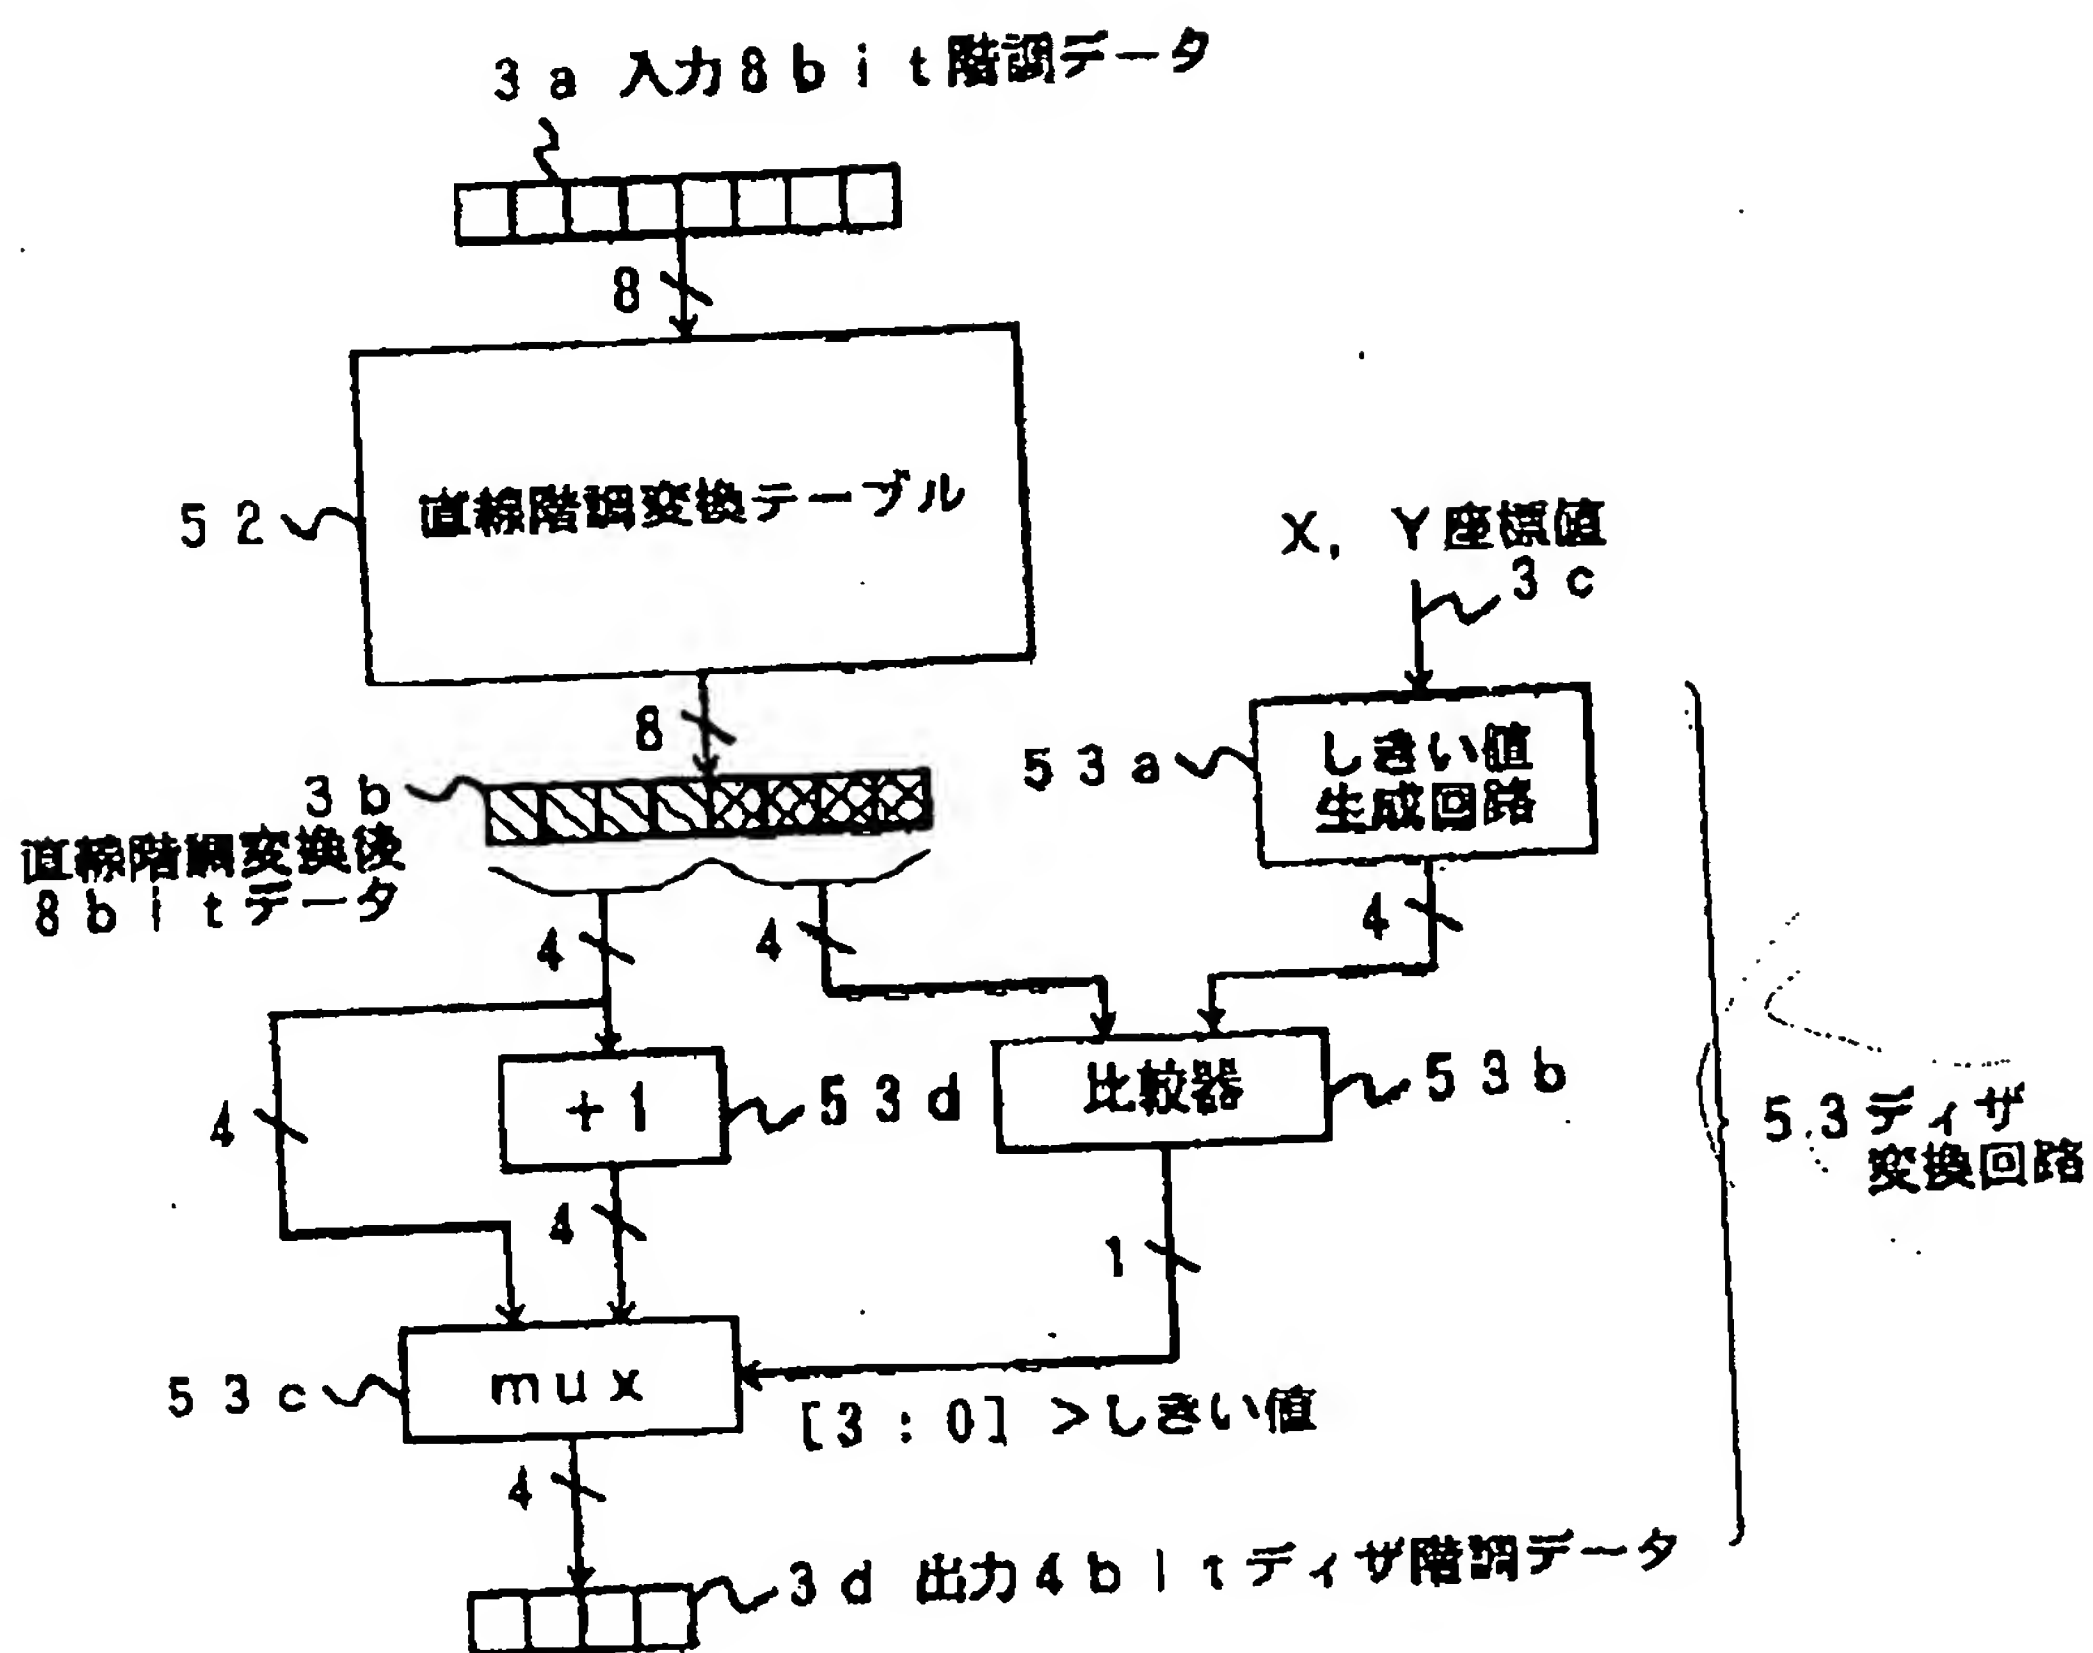 3a 入力8bit階調データ
8
52
直線階調変換テーブル
X, Y座標値
3c
8
3b
直線階調変換後
8bitデータ
53a
しきい値
生成回路
4
4
4
4
+1
53d
比較器
53b
53ディザ
変換回路
4
1
53c
mux
[3:0]>しきい値
4
3d 出力4bitディザ階調データ